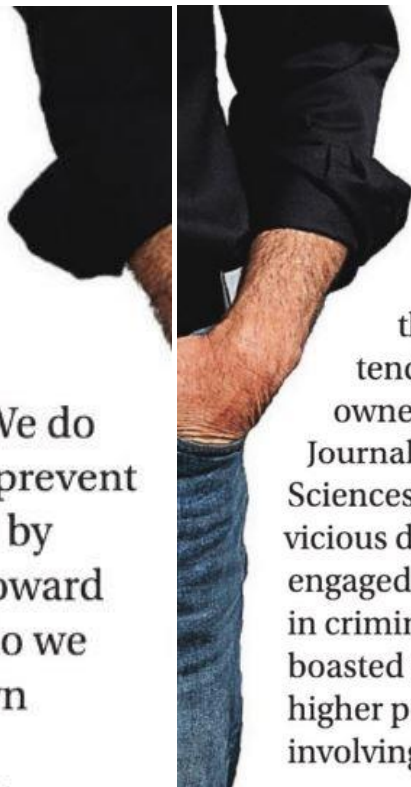 We do
prevent
by
oward
o we
n
th
tend
owne
Journal
Sciences
vicious d
engaged
in crimin
boasted
higher p
involving